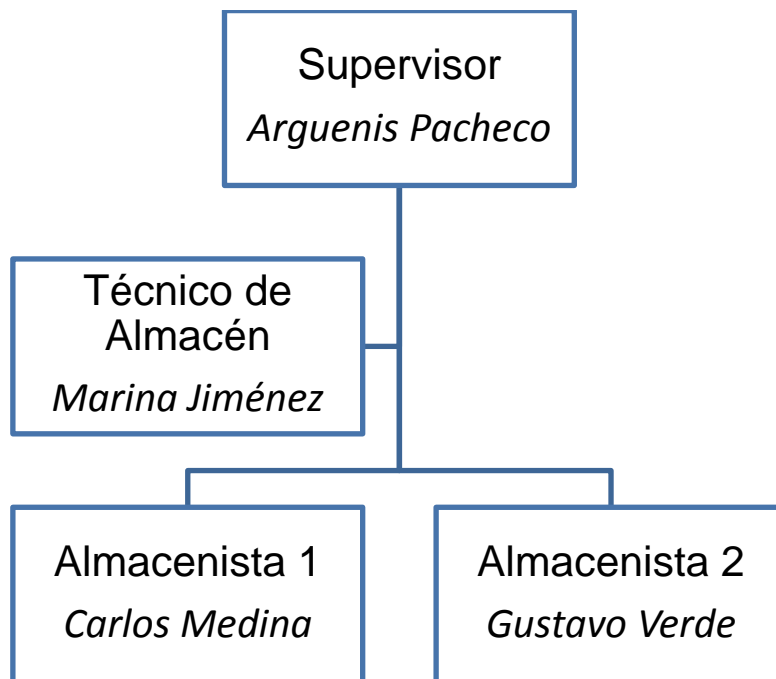 Supervisor
Arguenis Pacheco
Técnico de
Almacén
Marina Jiménez
Almacenista 1
Carlos Medina
Almacenista 2
Gustavo Verde